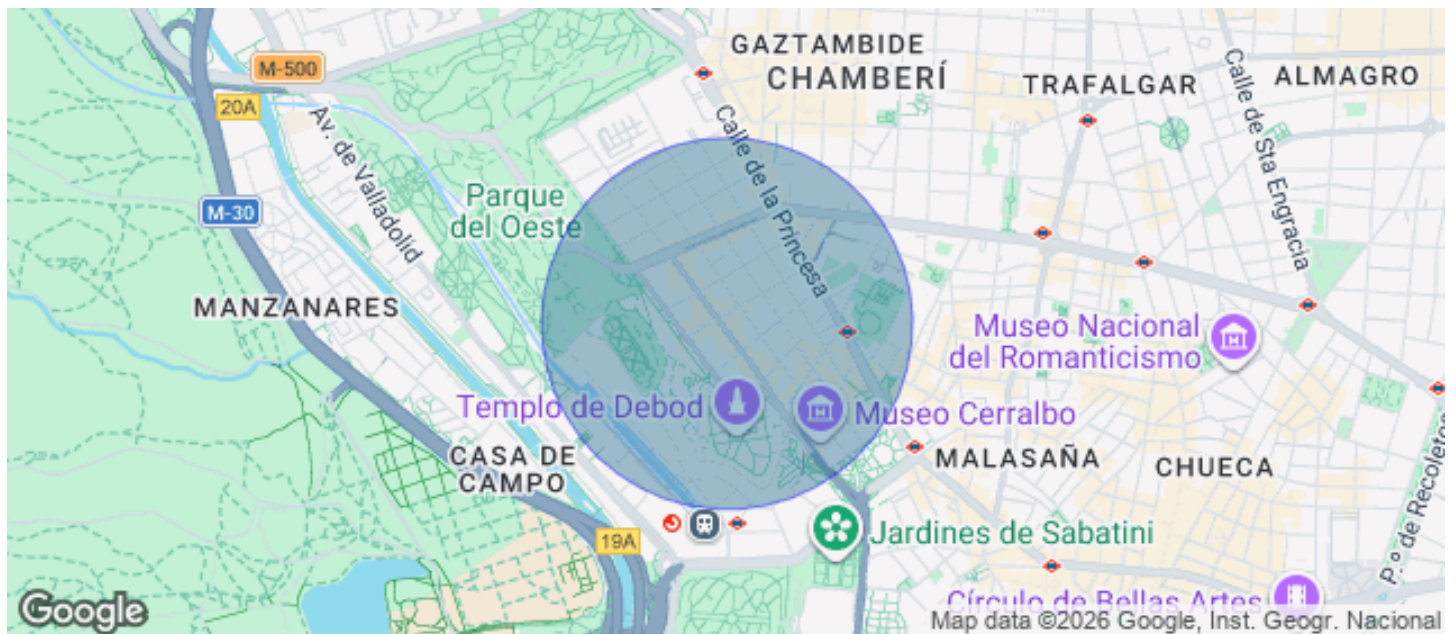 GAZTAMBIDE
CHAMBERÍ
TRAFALGAR
ALMAGRO
M-500
20A
Av. de Valladolid
Calle de la Princesa
Calle de Sta Engracia
Parque
del Oeste
M-30
MANZANARES
Museo Nacional
del Romanticismo
Templo de Debod
Museo Cerralbo
CASA DE
CAMPO
MALASAÑA
CHUECA
P.º de Recoletos
19A
Jardines de Sabatini
Círculo de Bellas Artes
Google
Map data ©2026 Google, Inst. Geogr. Nacional